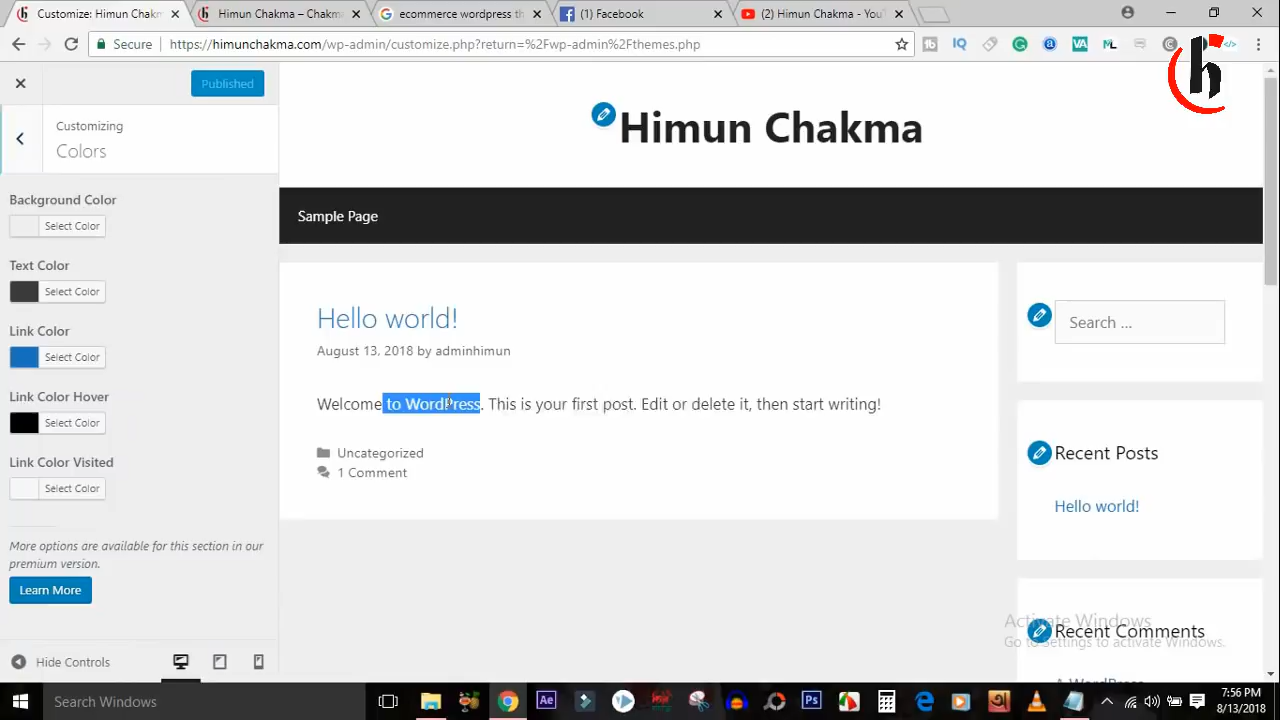 Customize: Himun Chakm
Himun Chakma – Chakma
ecommerce wordpress th
(1) Facebook
(2) Himun Chakma - YouT
Secure
https://himunchakma.com/wp-admin/customize.php?return=%2Fwp-admin%2Fthemes.php
Published
Customizing
Colors
Background Color
Select Color
Text Color
Select Color
Link Color
Select Color
Link Color Hover
Select Color
Link Color Visited
Select Color
More options are available for this section in our
premium version.
Learn More
Hide Controls
Himun Chakma
Sample Page
Hello world!
August 13, 2018 by adminhimun
Welcome to WordPress. This is your first post. Edit or delete it, then start writing!
Uncategorized
1 Comment
Search ...
Recent Posts
Hello world!
Activate Windows
Go to Settings to activate Windows.
Recent Comments
A WordPress
Search Windows
7:56 PM
8/13/2018